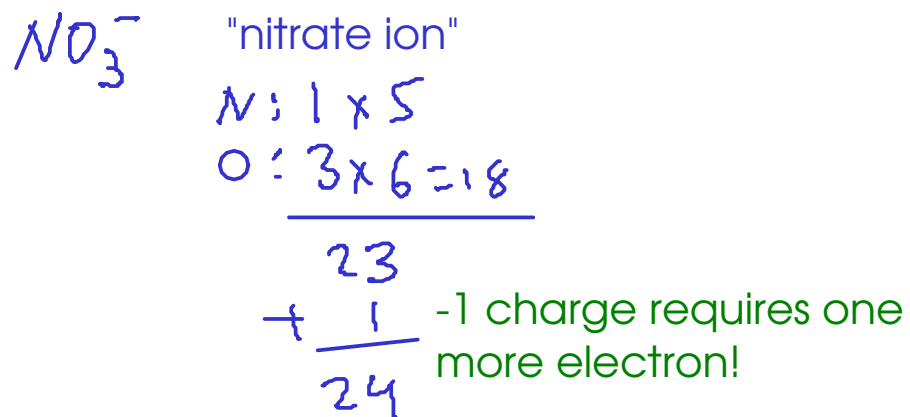 NO₃⁻ "nitrate ion"
N: 1 x 5
O: 3 x 6 = 18
23
+ 1 -1 charge requires one
more electron!
24